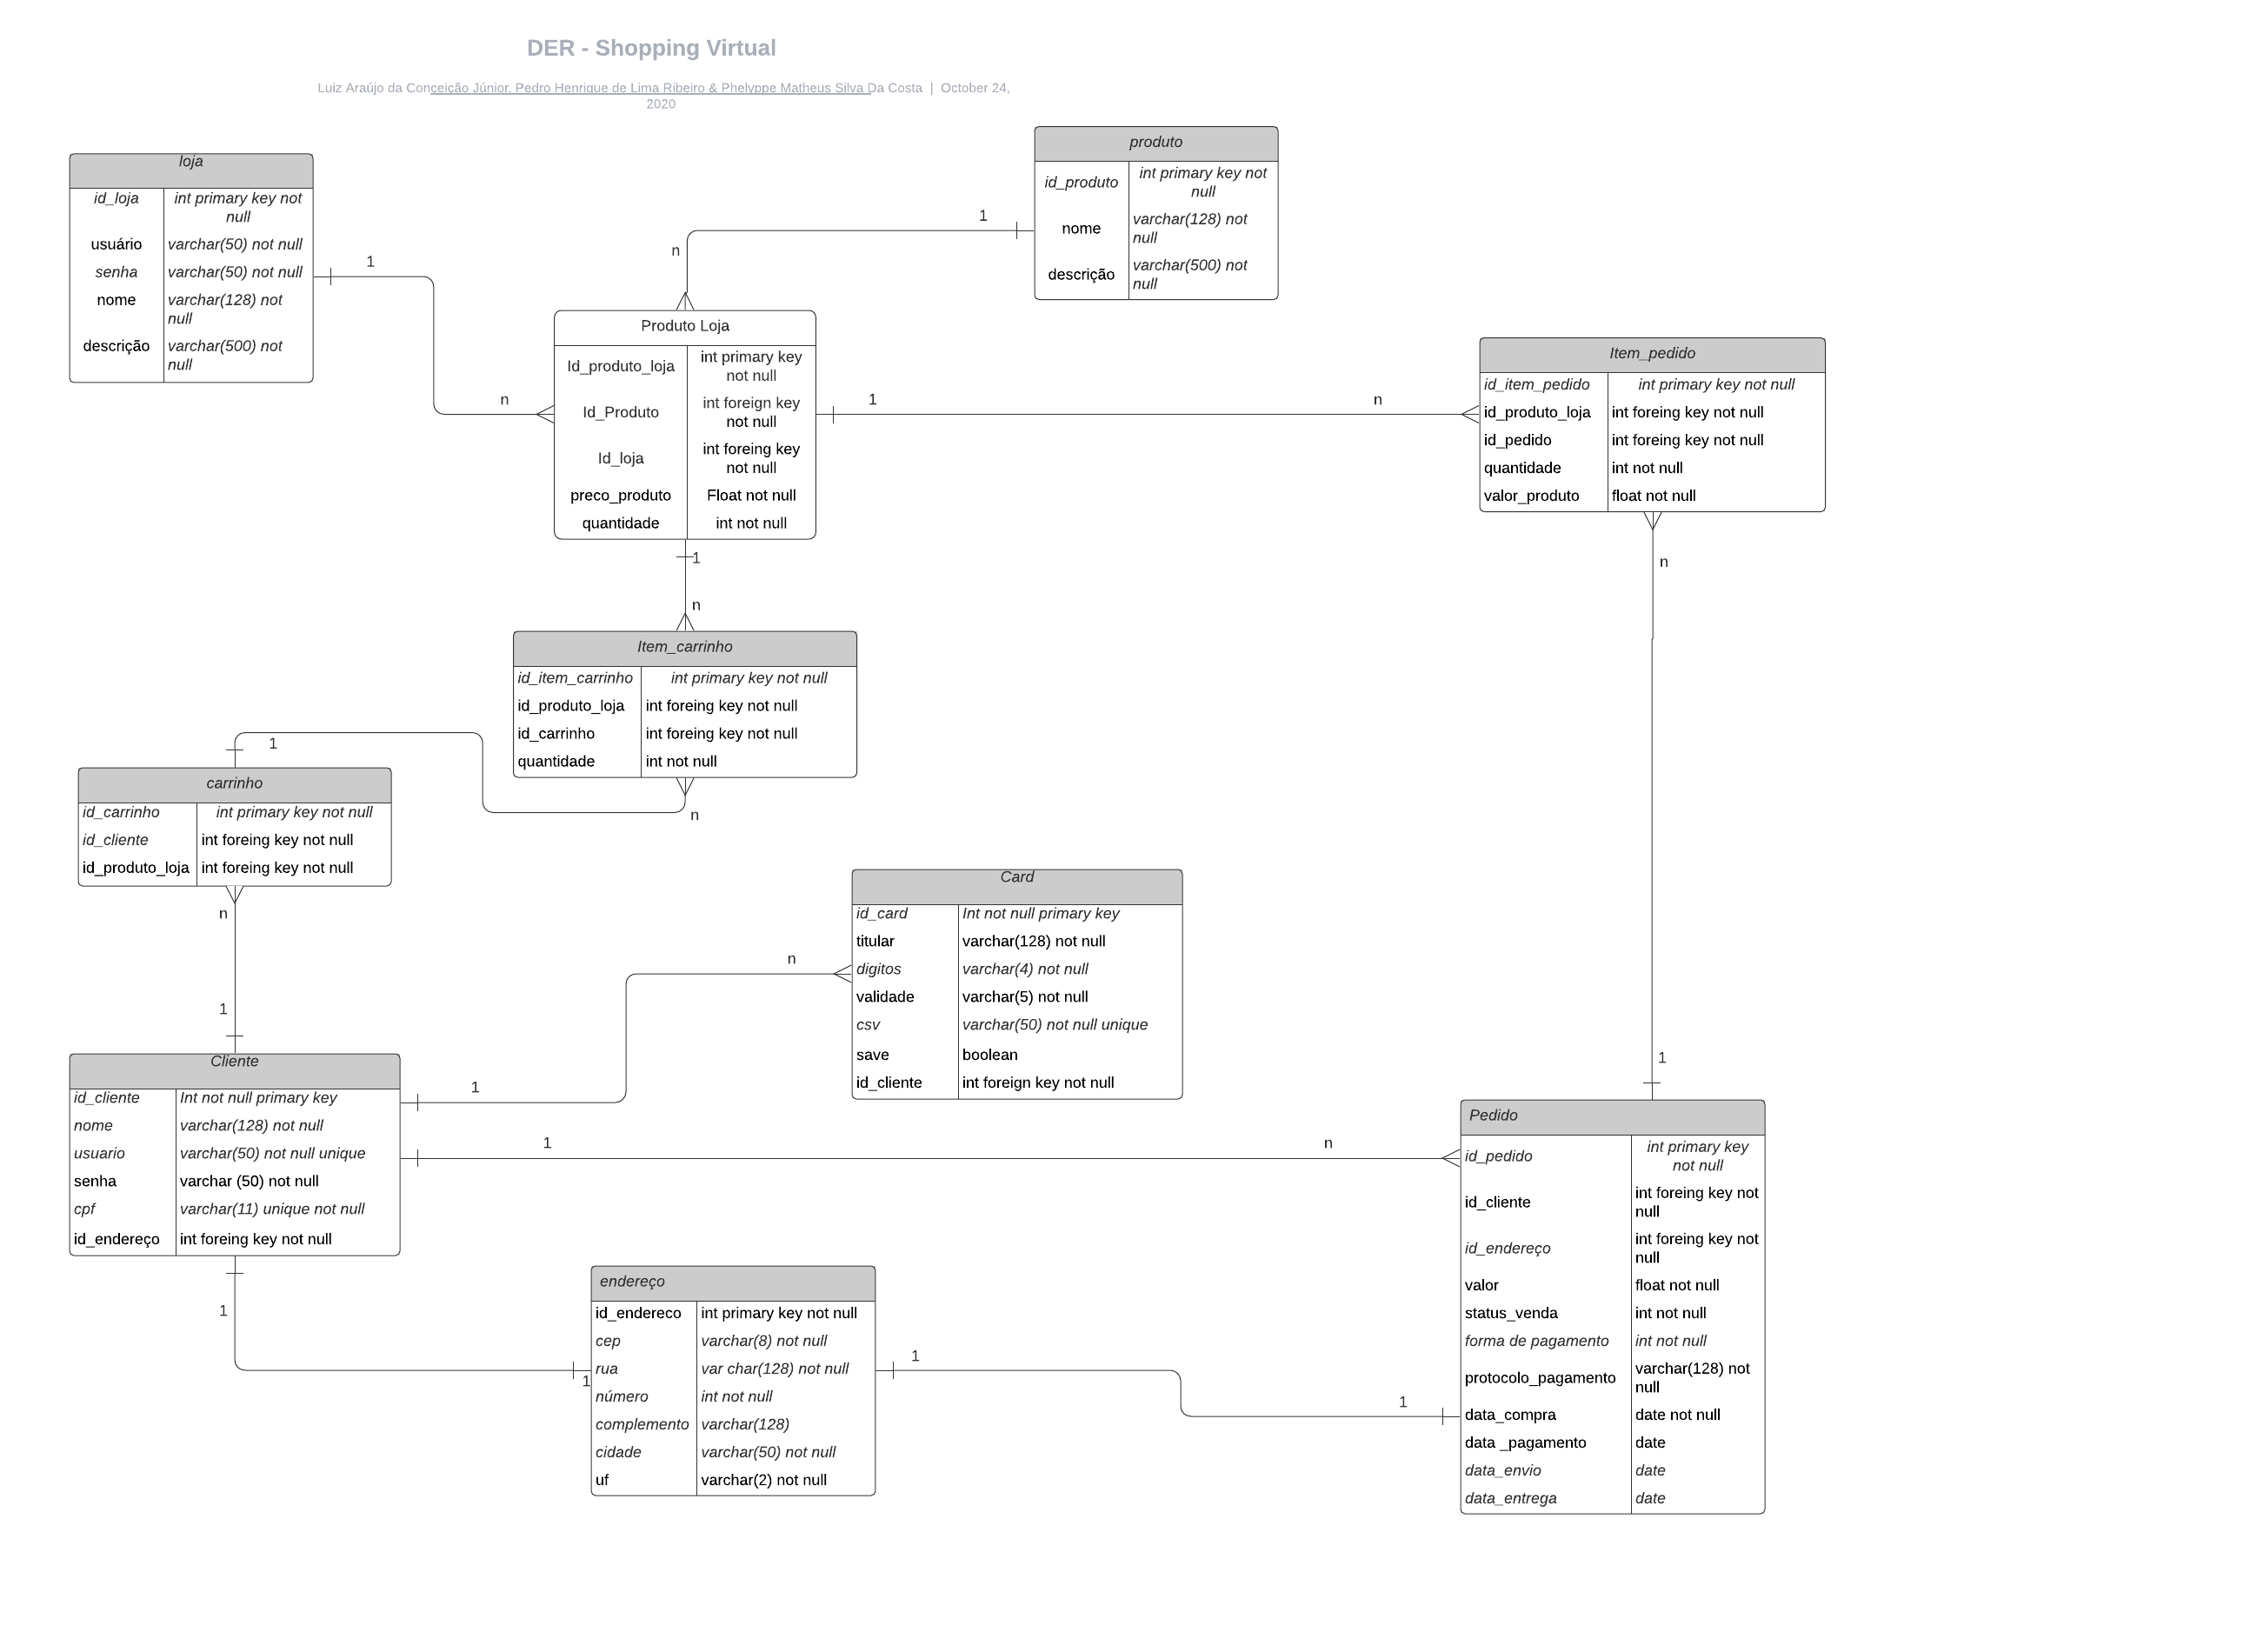 DER - Shopping Virtual
Luiz Araújo da Conceição Júnior, Pedro Henrique de Lima Ribeiro & Phelyppe Matheus Silva Da Costa | October 24,
2020
loja
id_loja int primary key not
null
usuário varchar(50) not null
senha varchar(50) not null
nome varchar(128) not
null
descrição varchar(500) not
null
1
n
produto
id_produto int primary key not
null
nome varchar(128) not
null
descrição varchar(500) not
null
1
n
Produto Loja
Id_produto_loja int primary key
not null
Id_Produto int foreign key
not null
Id_loja int foreing key
not null
preco_produto Float not null
quantidade int not null
1
n
Item_pedido
id_item_pedido int primary key not null
id_produto_loja int foreing key not null
id_pedido int foreing key not null
quantidade int not null
valor_produto float not null
n
1
1
n
Item_carrinho
id_item_carrinho int primary key not null
id_produto_loja int foreing key not null
id_carrinho int foreing key not null
quantidade int not null
1
n
carrinho
id_carrinho int primary key not null
id_cliente int foreing key not null
id_produto_loja int foreing key not null
n
1
Card
id_card Int not null primary key
titular varchar(128) not null
digitos varchar(4) not null
validade varchar(5) not null
csv varchar(50) not null unique
save boolean
id_cliente int foreign key not null
n
1
Cliente
id_cliente Int not null primary key
nome varchar(128) not null
usuario varchar(50) not null unique
senha varchar (50) not null
cpf varchar(11) unique not null
id_endereço int foreing key not null
1
n
Pedido
id_pedido int primary key
not null
id_cliente int foreing key not
null
id_endereço int foreing key not
null
valor float not null
status_venda int not null
forma de pagamento int not null
protocolo_pagamento varchar(128) not
null
data_compra date not null
data _pagamento date
data_envio date
data_entrega date
1
1
endereço
id_endereco int primary key not null
cep varchar(8) not null
rua var char(128) not null
número int not null
complemento varchar(128)
cidade varchar(50) not null
uf varchar(2) not null
1
1